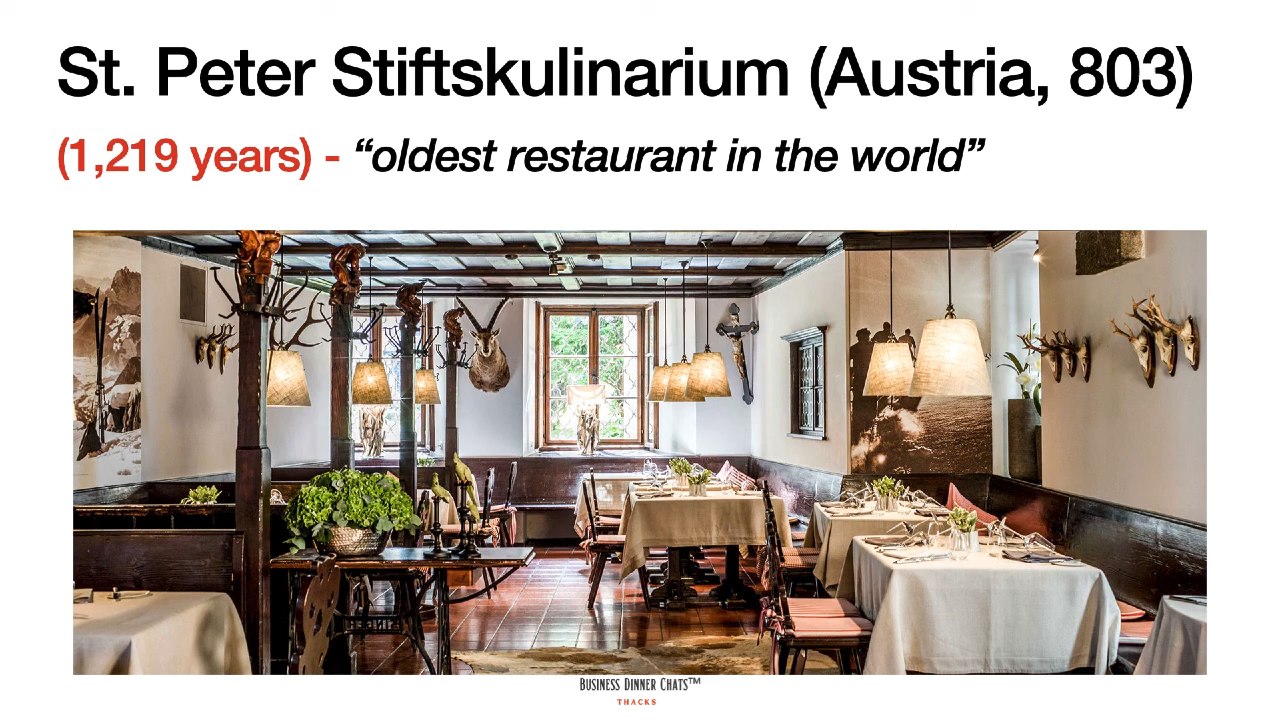 St. Peter Stiftskulinarium (Austria, 803)
(1,219 years) - “oldest restaurant in the world”
BUSINESS DINNER CHATS™
THACKS